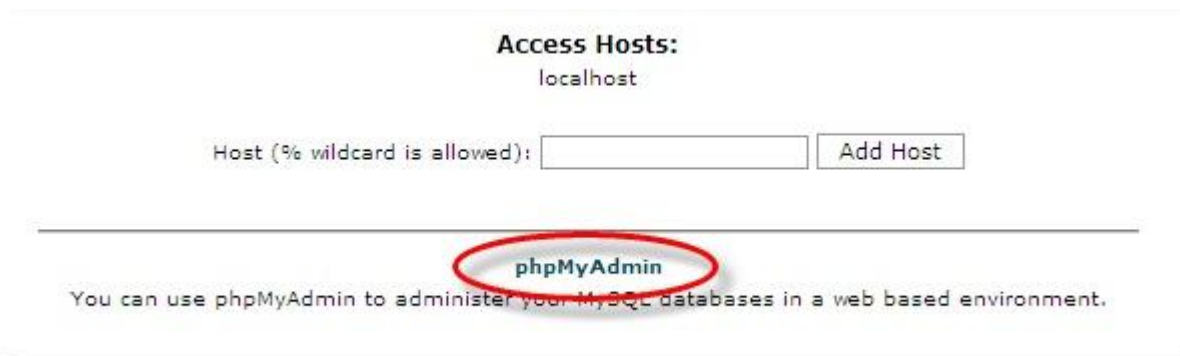 Access Hosts:
localhost
Host (% wildcard is allowed): Add Host
phpMyAdmin
You can use phpMyAdmin to administer your MySQL databases in a web based environment.